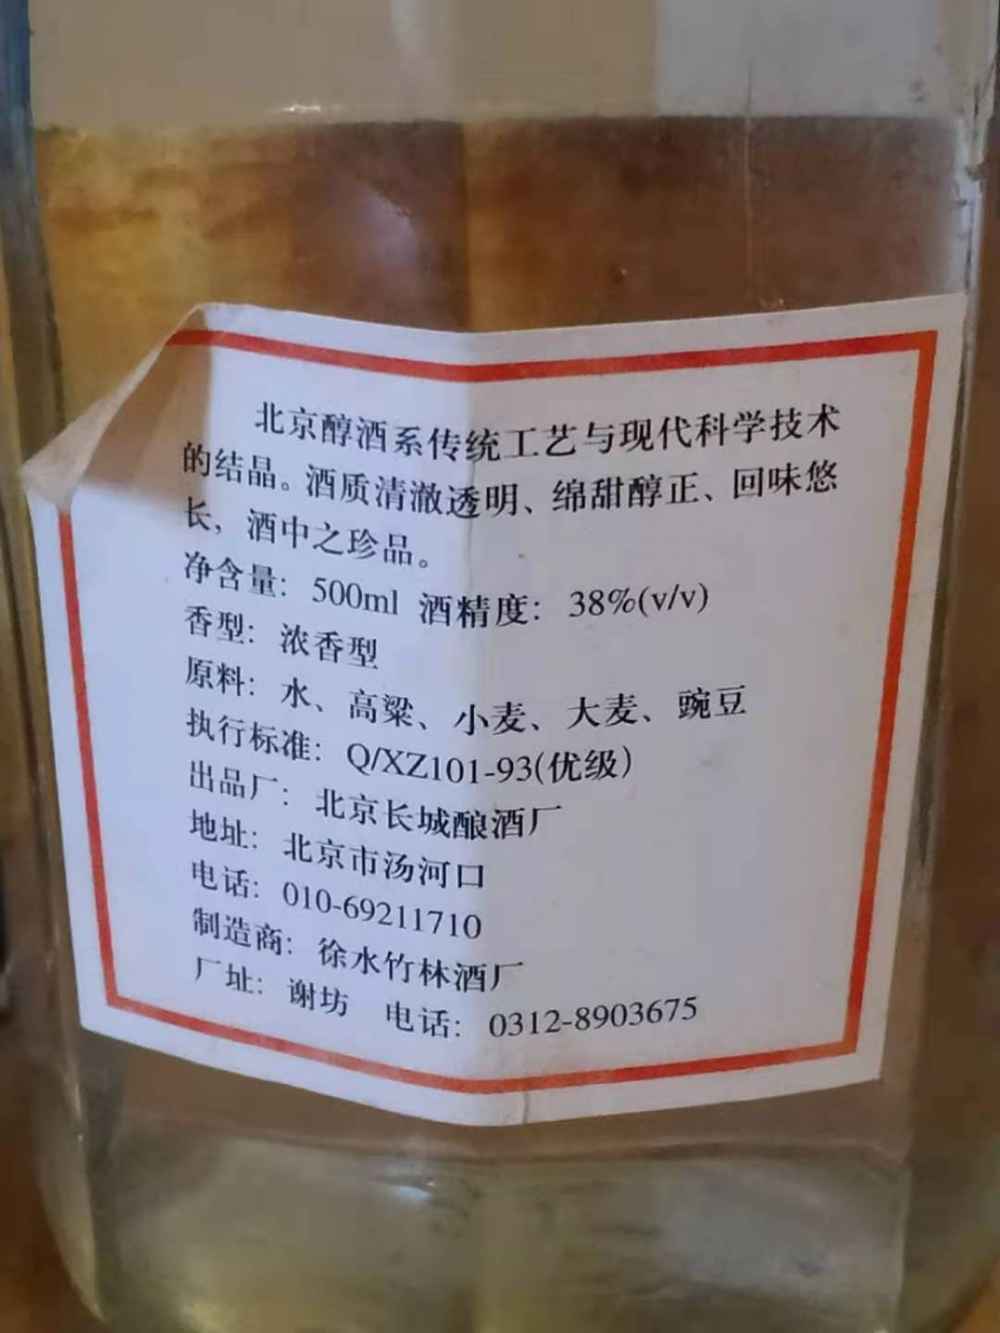 北京醇酒系传统工艺与现代科学技术
的结晶。酒质清澈透明、绵甜醇正、回味悠
长，酒中之珍品。
净含量：500ml 酒精度：38%(v/v)
香型：浓香型
原料：水、高粱、小麦、大麦、豌豆
执行标准：Q/XZ101-93(优级)
出品厂：北京长城酿酒厂
地址：北京市汤河口
电话：010-69211710
制造商：徐水竹林酒厂
厂址：谢坊 电话：0312-8903675